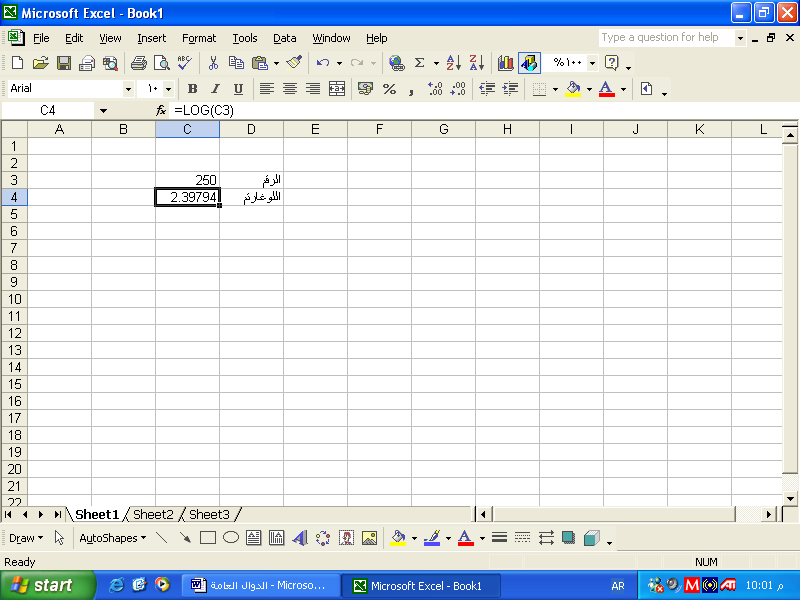 Microsoft Excel - Book1
File Edit View Insert Format Tools Data Window Help Type a question for help
%١٠٠
Arial ١٠ B I U
C4 fx =LOG(C3)
A B C D E F G H I J K L
1
2
3 250 الرقم
4 2.39794 اللوغارتم
5
6
7
8
9
10
11
12
13
14
15
16
17
18
19
20
21
22
Sheet1 Sheet2 Sheet3
Draw AutoShapes
Ready NUM
start الدوال العامة - Microso... Microsoft Excel - Book1 AR 10:01 م